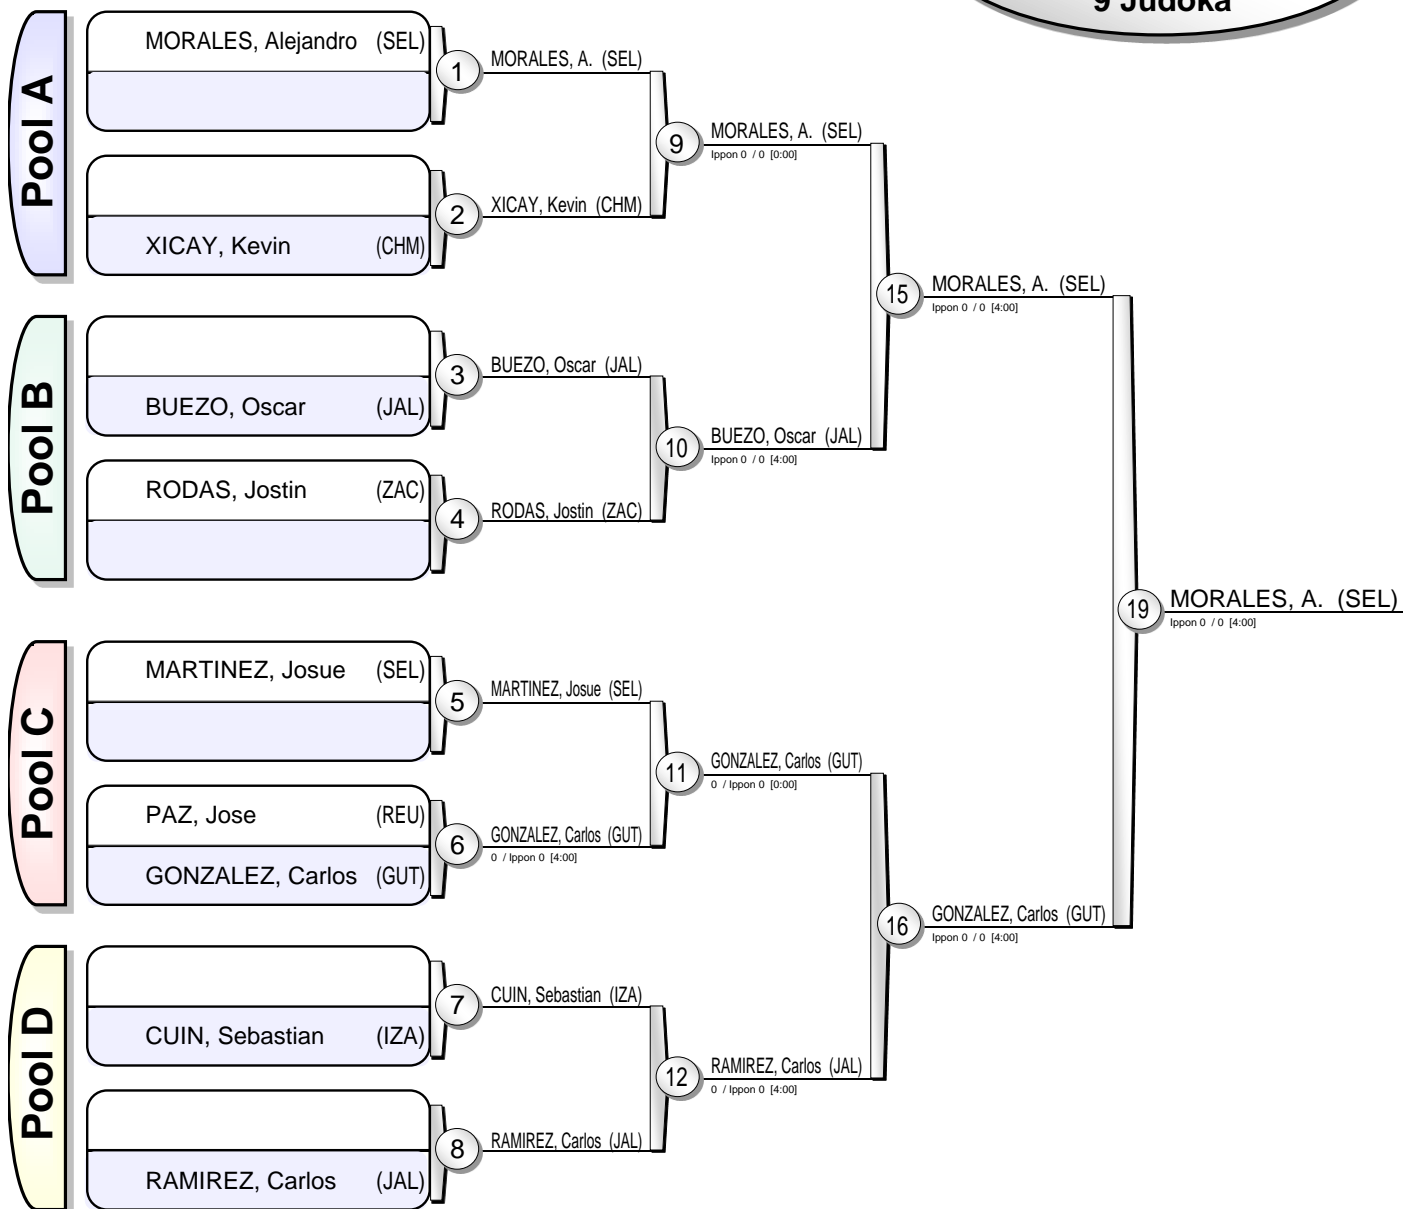 9 Judoka
Pool A
MORALES, Alejandro (SEL)
1
MORALES, A. (SEL)
XICAY, Kevin (CHM)
2
XICAY, Kevin (CHM)
9
MORALES, A. (SEL)
Ippon 0 / 0 [0:00]
Pool B
BUEZO, Oscar (JAL)
3
BUEZO, Oscar (JAL)
RODAS, Jostin (ZAC)
4
RODAS, Jostin (ZAC)
10
BUEZO, Oscar (JAL)
Ippon 0 / 0 [4:00]
15
MORALES, A. (SEL)
Ippon 0 / 0 [4:00]
Pool C
MARTINEZ, Josue (SEL)
5
MARTINEZ, Josue (SEL)
PAZ, Jose (REU)
GONZALEZ, Carlos (GUT)
6
GONZALEZ, Carlos (GUT)
0 / Ippon 0 [4:00]
11
GONZALEZ, Carlos (GUT)
0 / Ippon 0 [0:00]
Pool D
CUIN, Sebastian (IZA)
7
CUIN, Sebastian (IZA)
RAMIREZ, Carlos (JAL)
8
RAMIREZ, Carlos (JAL)
12
RAMIREZ, Carlos (JAL)
0 / Ippon 0 [4:00]
16
GONZALEZ, Carlos (GUT)
Ippon 0 / 0 [4:00]
19
MORALES, A. (SEL)
Ippon 0 / 0 [4:00]